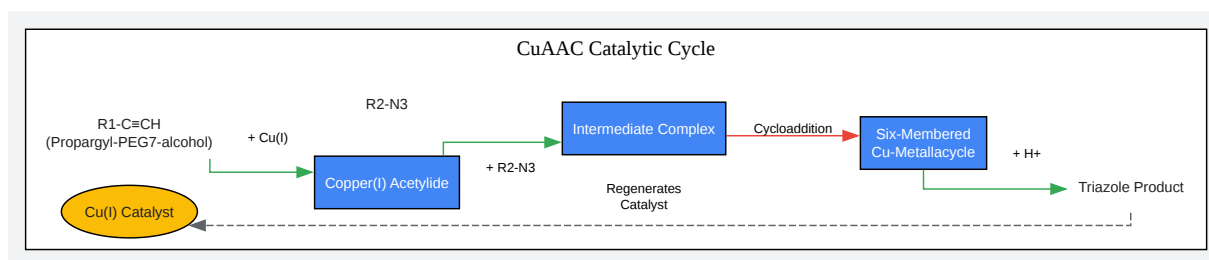 CuAAC Catalytic Cycle
R1-C≡CH
(Propargyl-PEG7-alcohol)
+ Cu(I)
Copper(I) Acetylide
R2-N3
+ R2-N3
Intermediate Complex
Cycloaddition
Six-Membered
Cu-Metallacycle
+ H+
Triazole Product
Regenerates
Catalyst
Cu(I) Catalyst